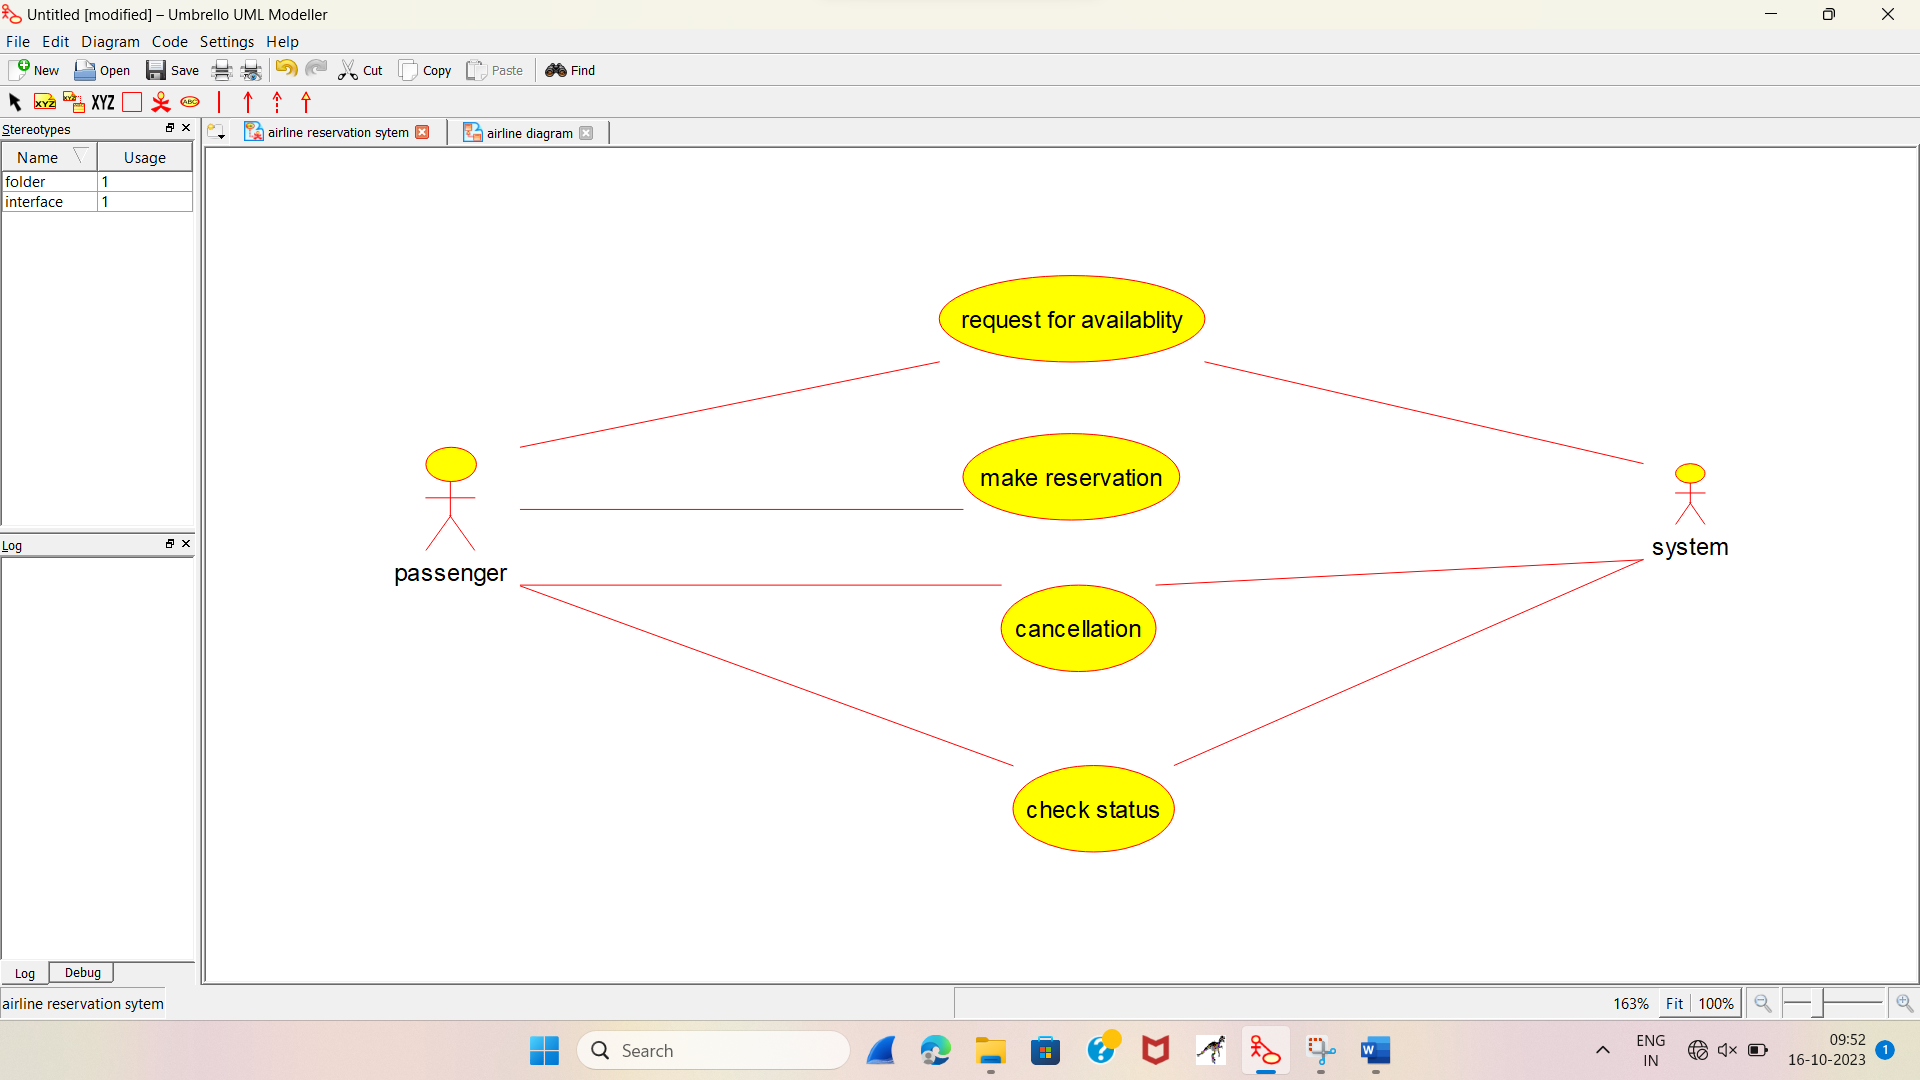 Untitled [modified] – Umbrello UML Modeller
File Edit Diagram Code Settings Help
New Open Save Cut Copy Paste Find
XYZ XYZ XYZ ABC
Stereotypes
airline reservation sytem airline diagram
Name Usage
folder 1
interface 1
request for availablity
make reservation
passenger
system
cancellation
check status
Log
Log Debug
airline reservation sytem
163% Fit 100%
Search
ENG
IN
09:52
16-10-2023
1
W